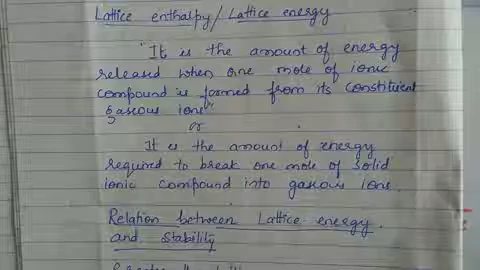 Lattice enthalpy/Lattice energy
"It is the amount of energy
released when one mole of ionic
compound is formed from its constituent
gaseous ions"
or
It is the amount of energy
required to break one mole of solid
ionic compound into gaseous ions.
Relation between Lattice energy
and stability